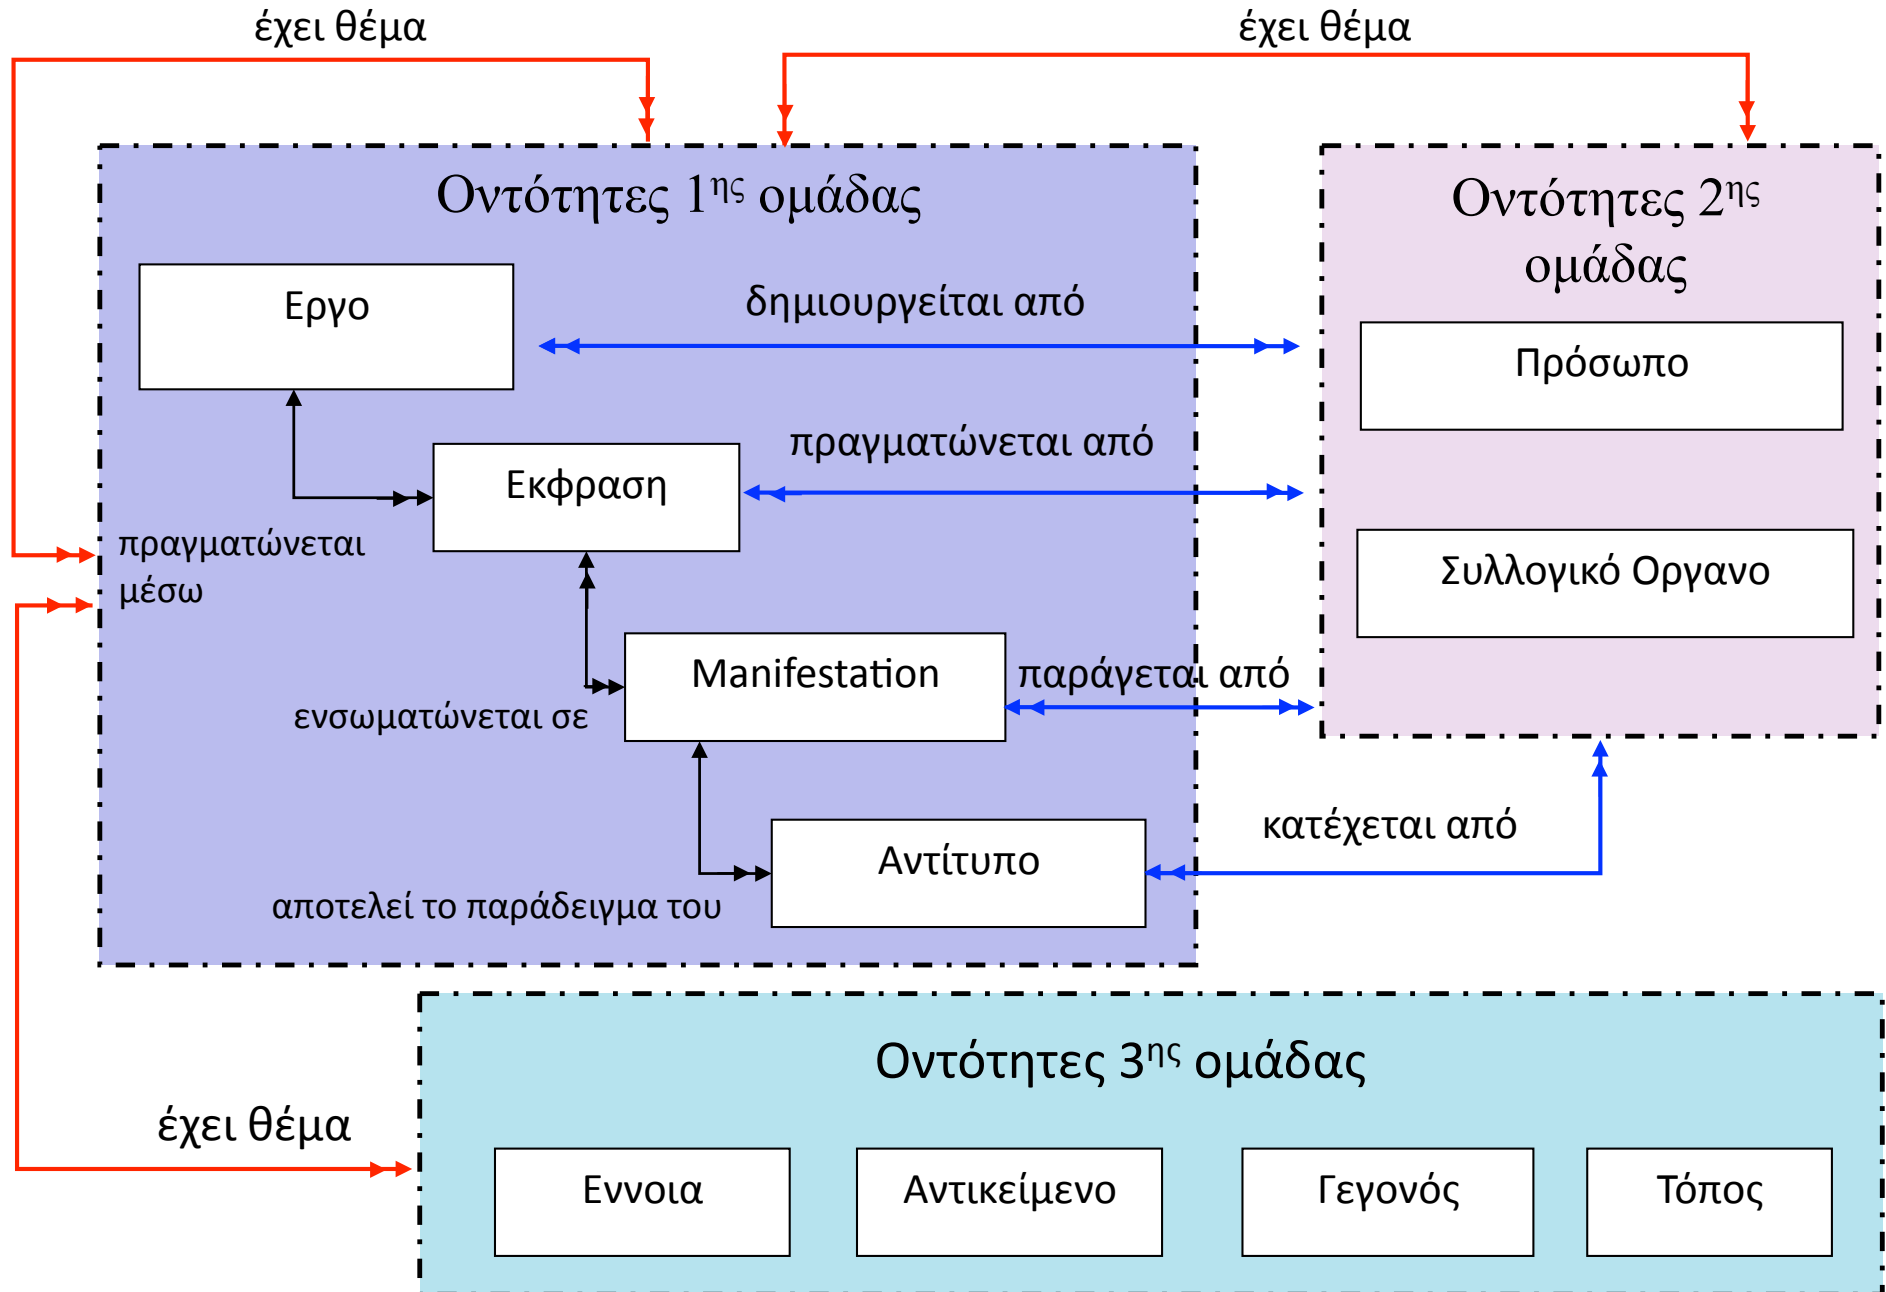 έχει θέμα
έχει θέμα
Οντότητες 1ης ομάδας
Οντότητες 2ης
ομάδας
Εργο
δημιουργείται από
Πρόσωπο
Εκφραση
πραγματώνεται από
πραγματώνεται
μέσω
Συλλογικό Οργανο
Manifestation
παράγεται από
ενσωματώνεται σε
Αντίτυπο
κατέχεται από
αποτελεί το παράδειγμα του
Οντότητες 3ης ομάδας
έχει θέμα
Εννοια
Αντικείμενο
Γεγονός
Τόπος